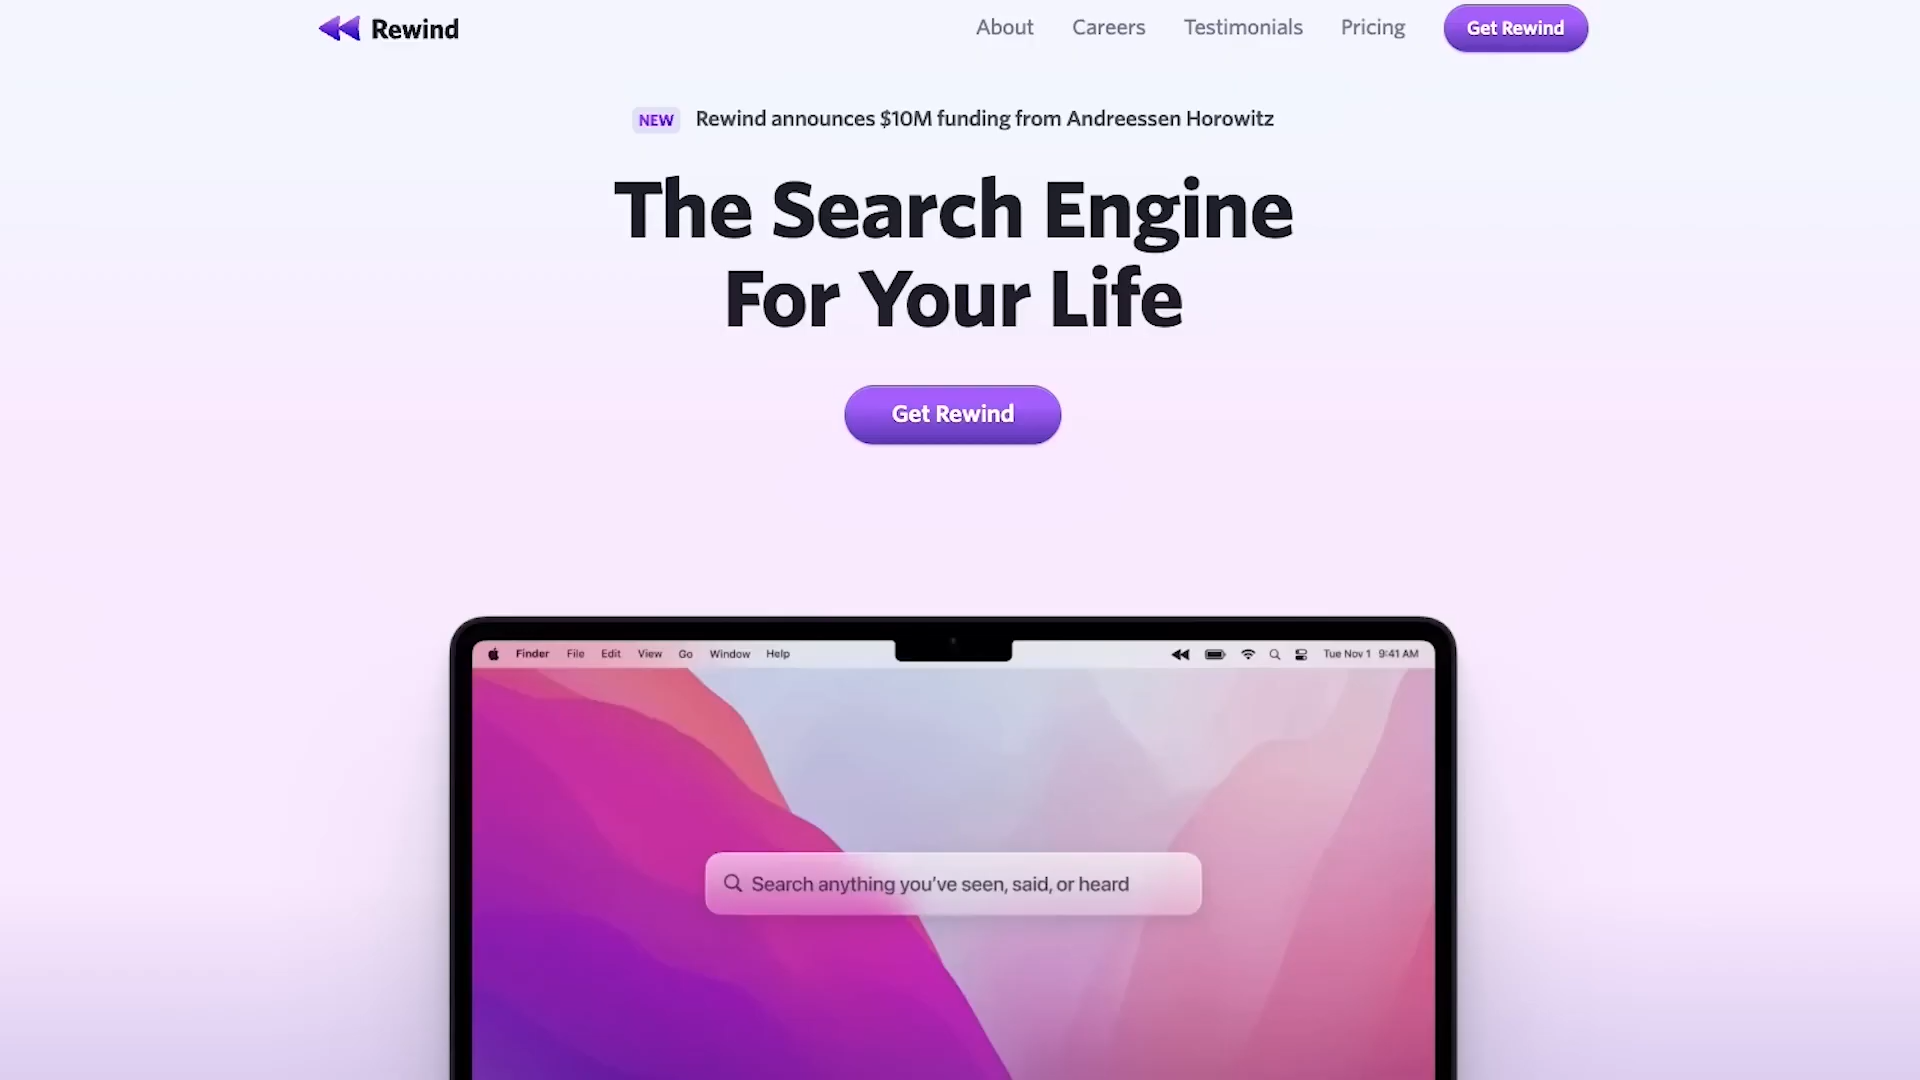 Rewind
About
Careers
Testimonials
Pricing
Get Rewind
NEW Rewind announces $10M funding from Andreessen Horowitz
The Search Engine
For Your Life
Get Rewind
Finder File Edit View Go Window Help
Tue Nov 1 9:41 AM
Search anything you've seen, said, or heard